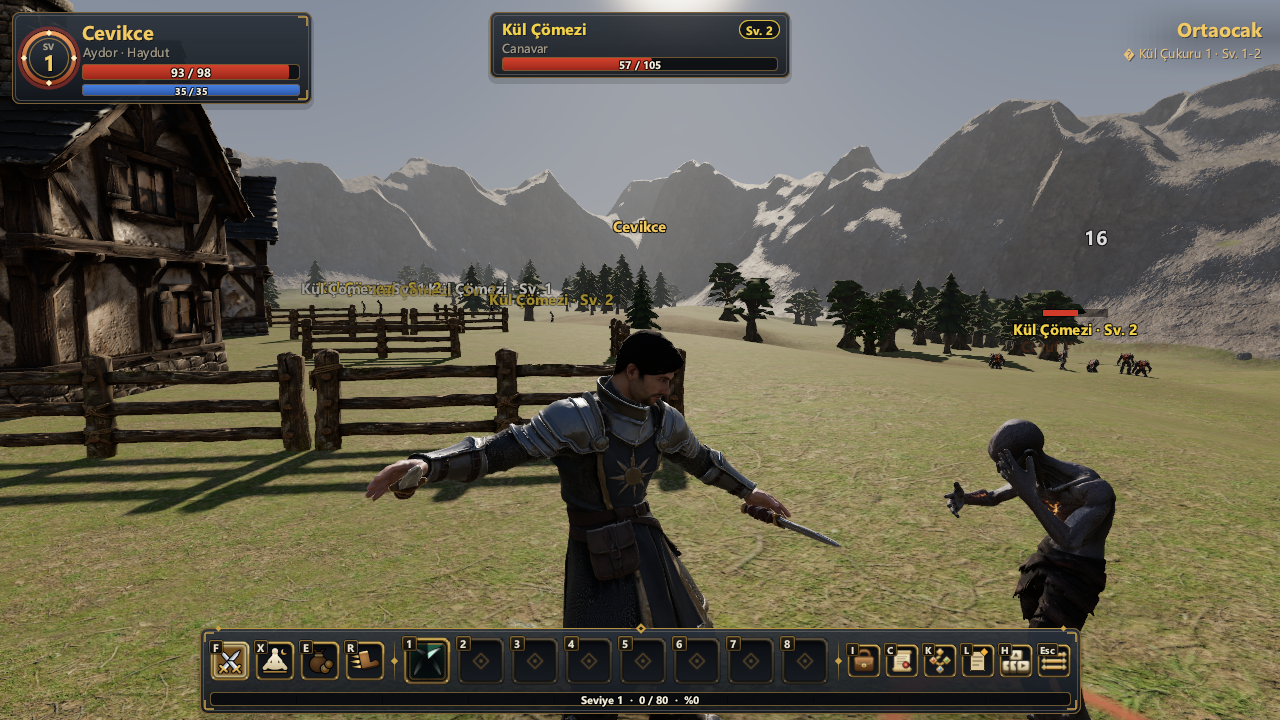 SV
1
Cevikce
Aydor · Haydut
93 / 98
35 / 35
Kül Çömezi
Sv. 2
Canavar
57 / 105
Ortaocak
Kül Çukuru 1 · Sv. 1-2
Cevikce
16
Kül Çömezi · Sv. 1
Kül Çömezi · Sv. 2
Kül Çömezi · Sv. 2
F
X
E
R
1
2
3
4
5
6
7
8
I
C
K
L
H
Esc
Seviye 1 · 0 / 80 · %0